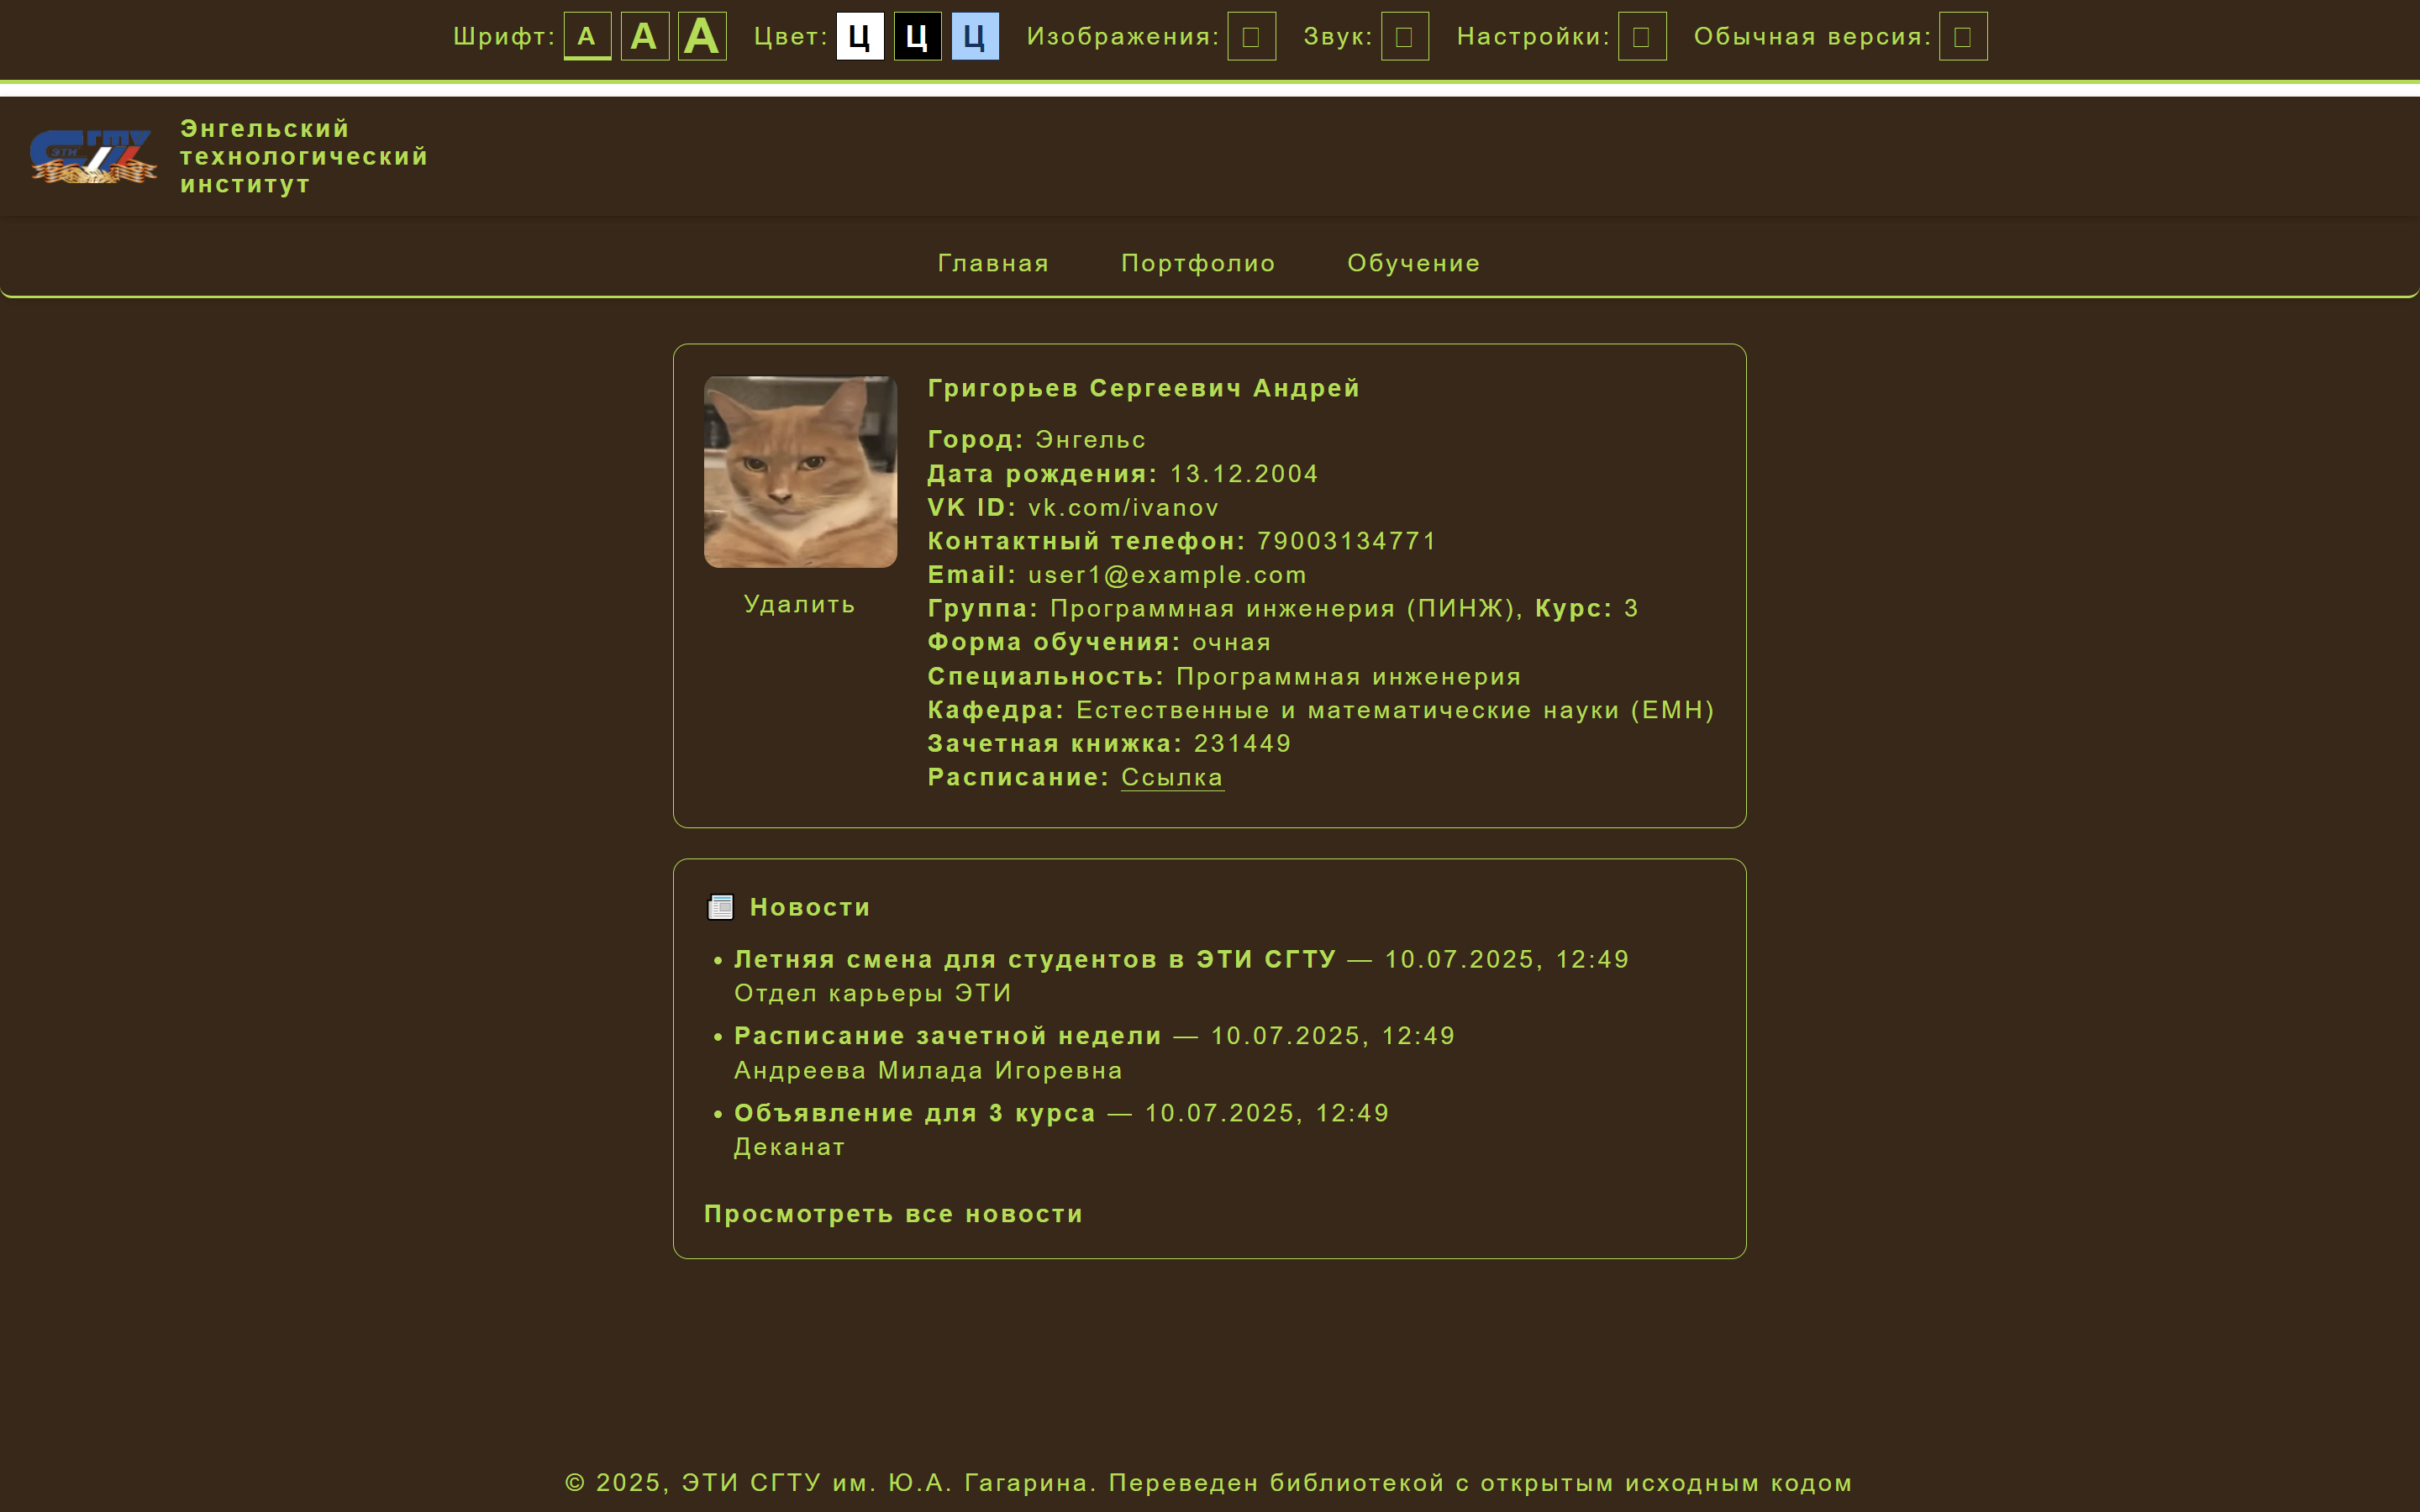 Шрифт: А А А Цвет: Ц Ц Ц Изображения: Звук: Настройки: Обычная версия:
СГТУ
ЭТИ
Энгельский
технологический
институт
Главная Портфолио Обучение
Григорьев Сергеевич Андрей
Город: Энгельс
Дата рождения: 13.12.2004
VK ID: vk.com/ivanov
Контактный телефон: 79003134771
Email: user1@example.com
Группа: Программная инженерия (ПИНЖ), Курс: 3
Форма обучения: очная
Специальность: Программная инженерия
Кафедра: Естественные и математические науки (ЕМН)
Зачетная книжка: 231449
Расписание: Ссылка
Удалить
Новости
• Летняя смена для студентов в ЭТИ СГТУ — 10.07.2025, 12:49
Отдел карьеры ЭТИ
• Расписание зачетной недели — 10.07.2025, 12:49
Андреева Милада Игоревна
• Объявление для 3 курса — 10.07.2025, 12:49
Деканат
Просмотреть все новости
© 2025, ЭТИ СГТУ им. Ю.А. Гагарина. Переведен библиотекой с открытым исходным кодом